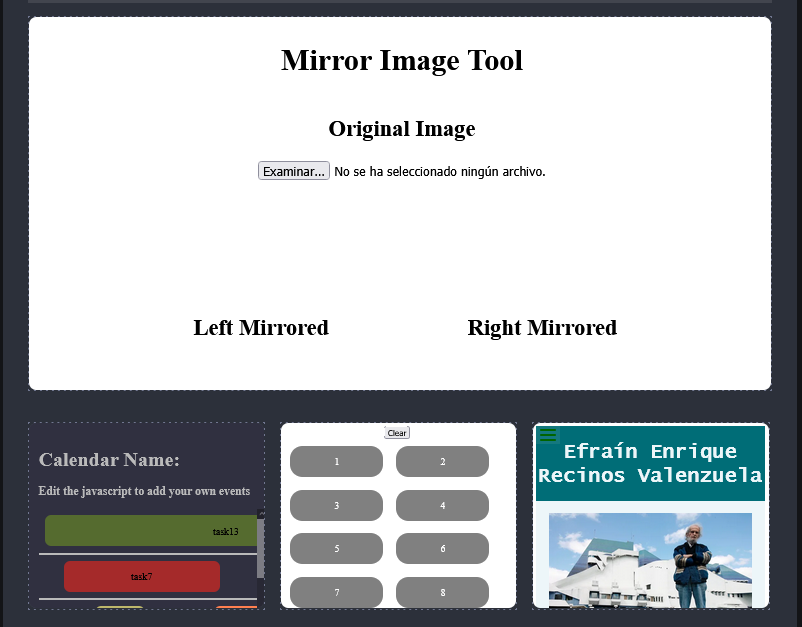 Mirror Image Tool
Original Image
Examinar... No se ha seleccionado ningún archivo.
Left Mirrored Right Mirrored
Calendar Name:
Edit the javascript to add your own events
task13
task7
Clear
1 2
3 4
5 6
7 8
Efraín Enrique
Recinos Valenzuela